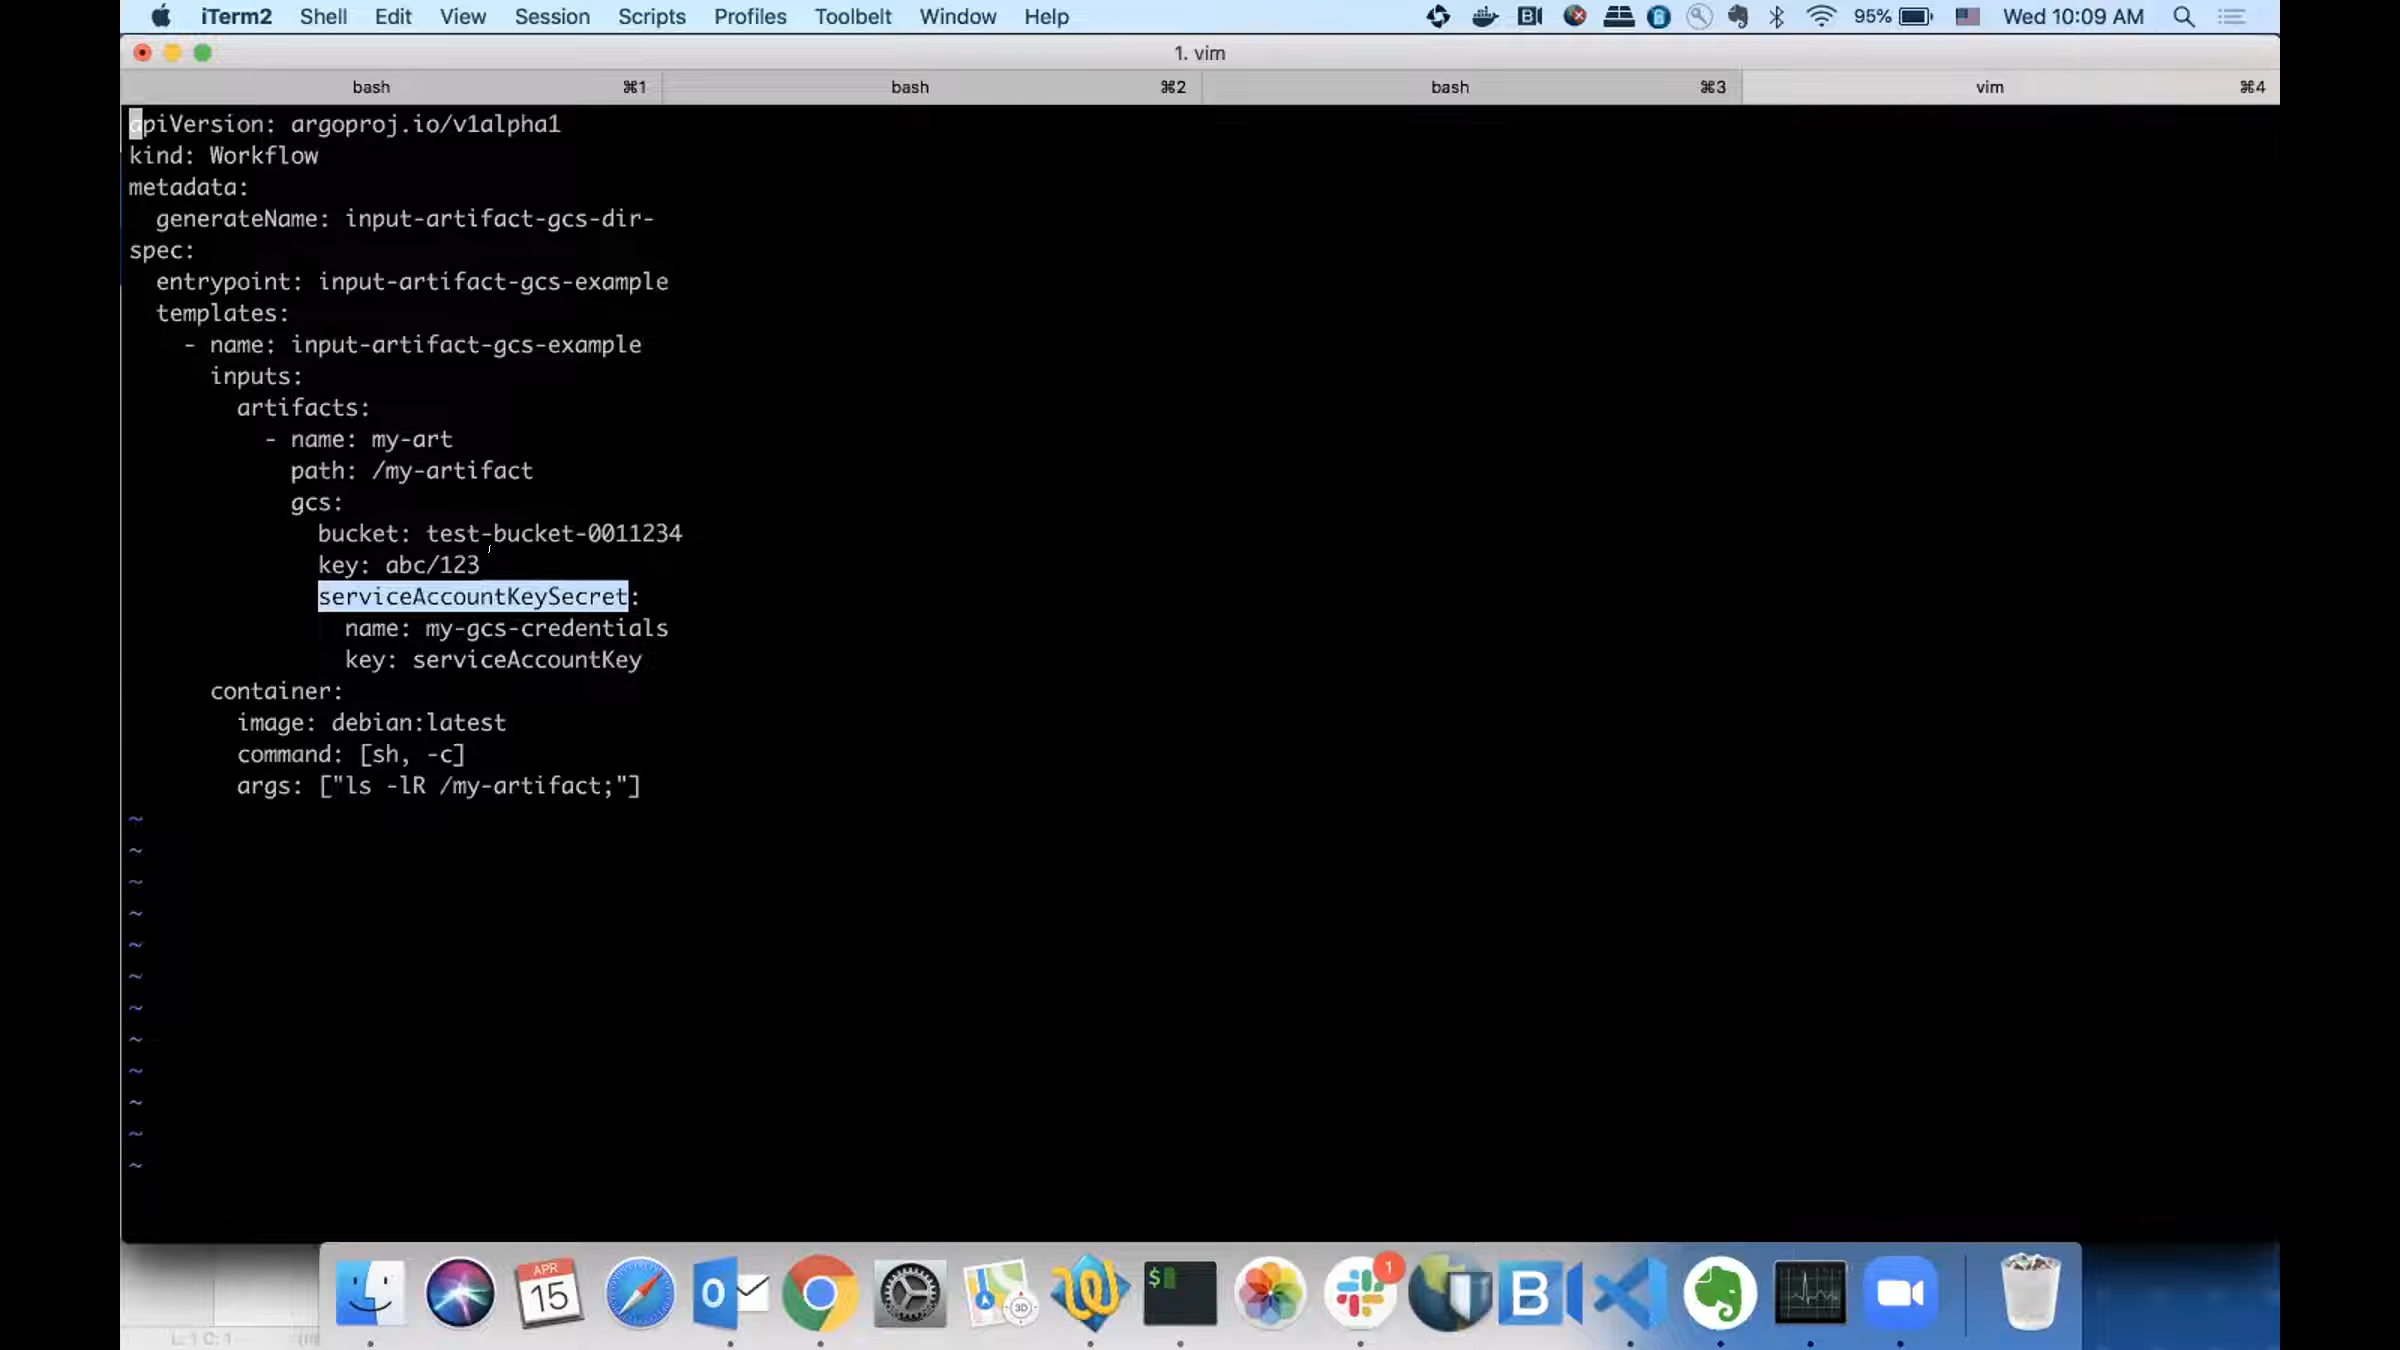 iTerm2 Shell Edit View Session Scripts Profiles Toolbelt Window Help 95% Wed 10:09 AM
1. vim
bash ⌘1 bash ⌘2 bash ⌘3 vim ⌘4
apiVersion: argoproj.io/v1alpha1
kind: Workflow
metadata:
  generateName: input-artifact-gcs-dir-
spec:
  entrypoint: input-artifact-gcs-example
  templates:
    - name: input-artifact-gcs-example
      inputs:
        artifacts:
          - name: my-art
            path: /my-artifact
            gcs:
              bucket: test-bucket-0011234
              key: abc/123
              serviceAccountKeySecret:
                name: my-gcs-credentials
                key: serviceAccountKey
      container:
        image: debian:latest
        command: [sh, -c]
        args: ["ls -lR /my-artifact;"]
~
~
~
~
~
~
~
~
~
~
~
~
APR
15
3D
$
1
L: 1 C: 1